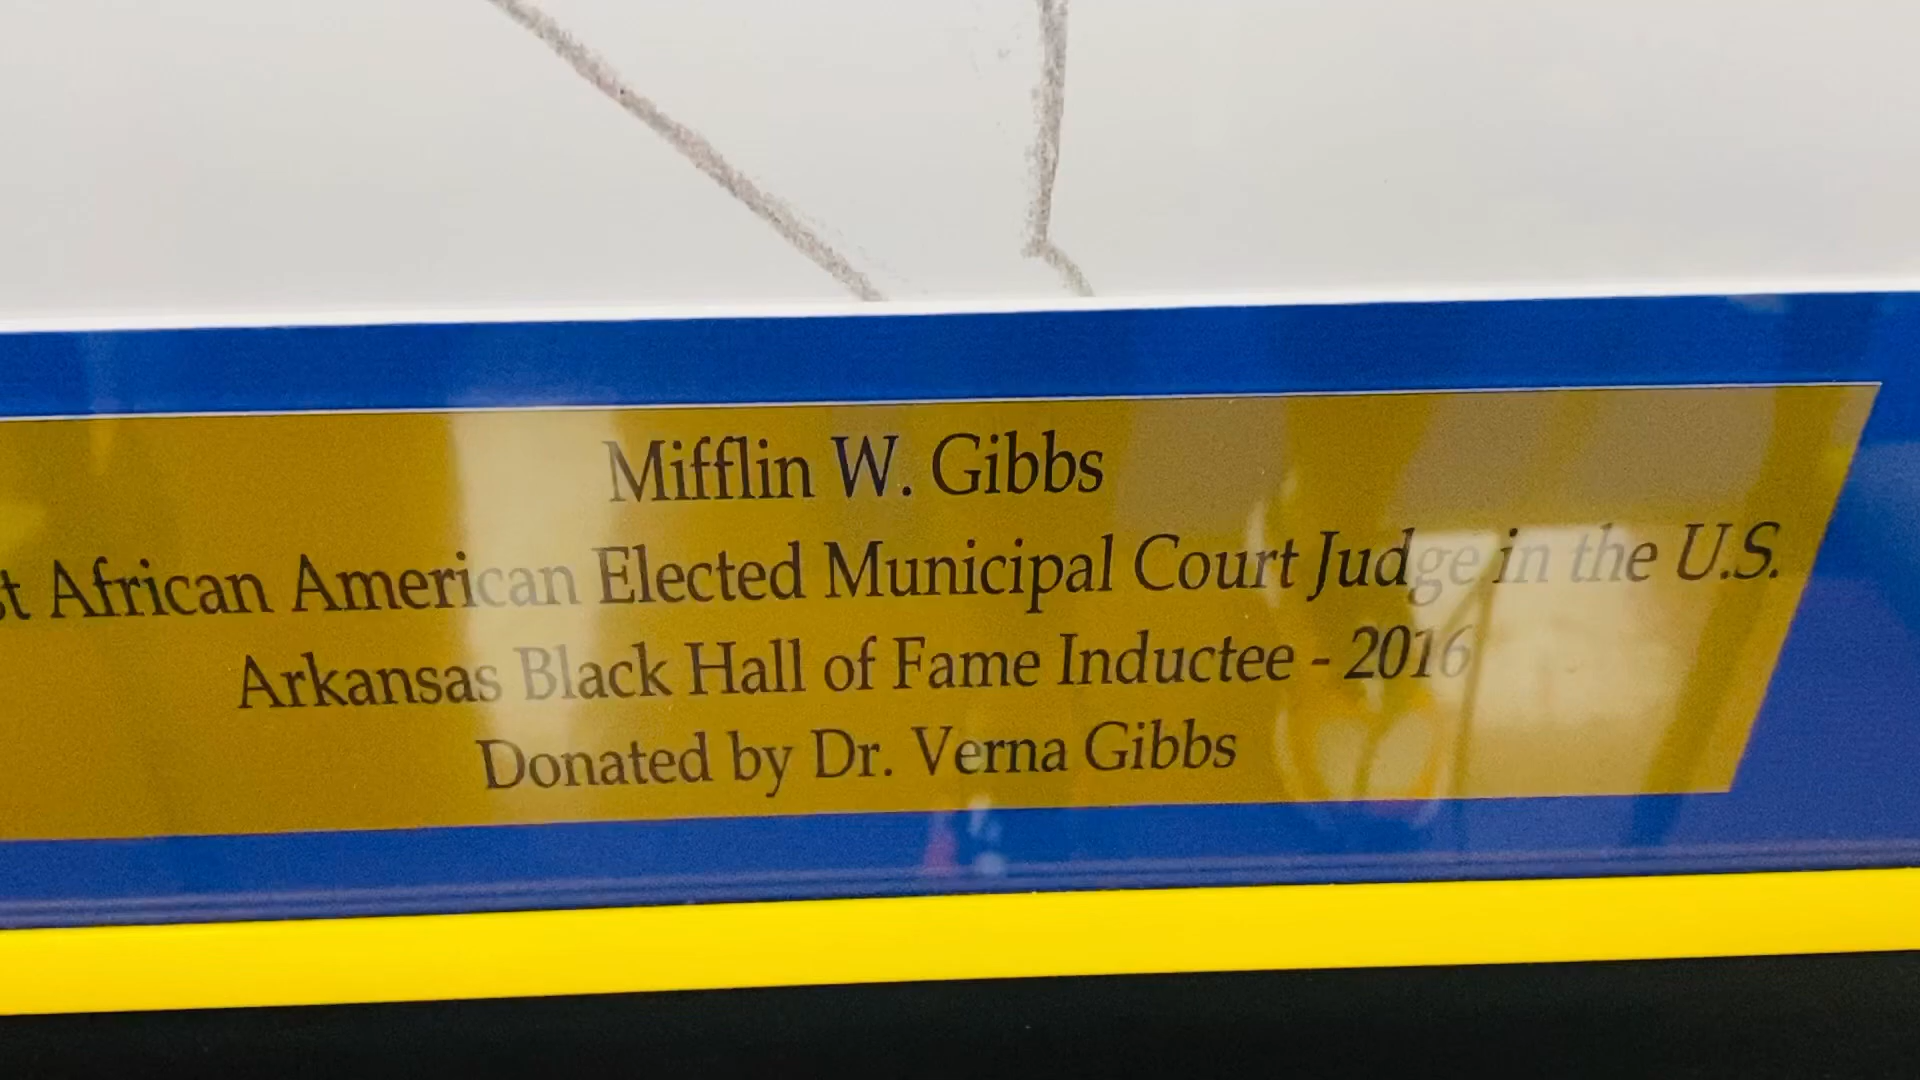 Mifflin W. Gibbs
African American Elected Municipal Court Judge in the U.S.
Arkansas Black Hall of Fame Inductee - 2016
Donated by Dr. Verna Gibbs